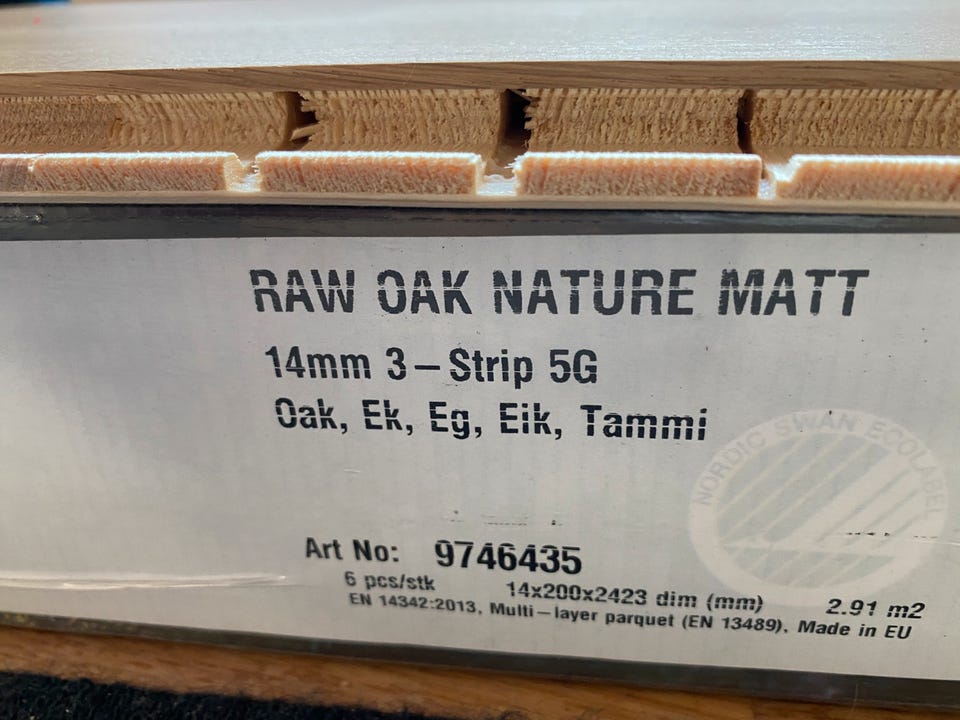 RAW OAK NATURE MATT
14mm 3-Strip 5G
Oak, Ek, Eg, Eik, Tammi
NORDIC SWAN ECOLABEL
Art No: 9746435
6 pcs/stk 14x200x2423 dim (mm) 2.91 m2
EN 14342:2013, Multi-layer parquet (EN 13489). Made in EU